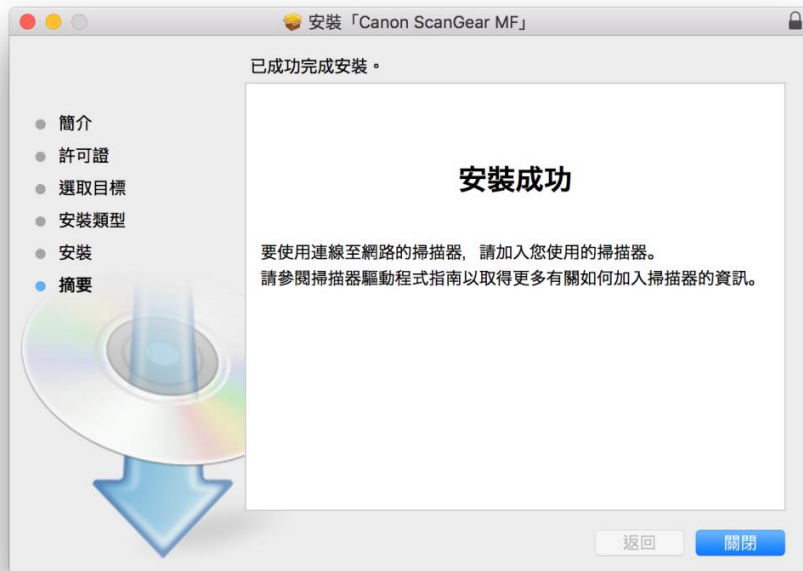 安裝「Canon ScanGear MF」
已成功完成安裝。
簡介
許可證
選取目標
安裝類型
安裝
摘要
安裝成功
要使用連線至網路的掃描器，請加入您使用的掃描器。
請參閱掃描器驅動程式指南以取得更多有關如何加入掃描器的資訊。
返回
關閉